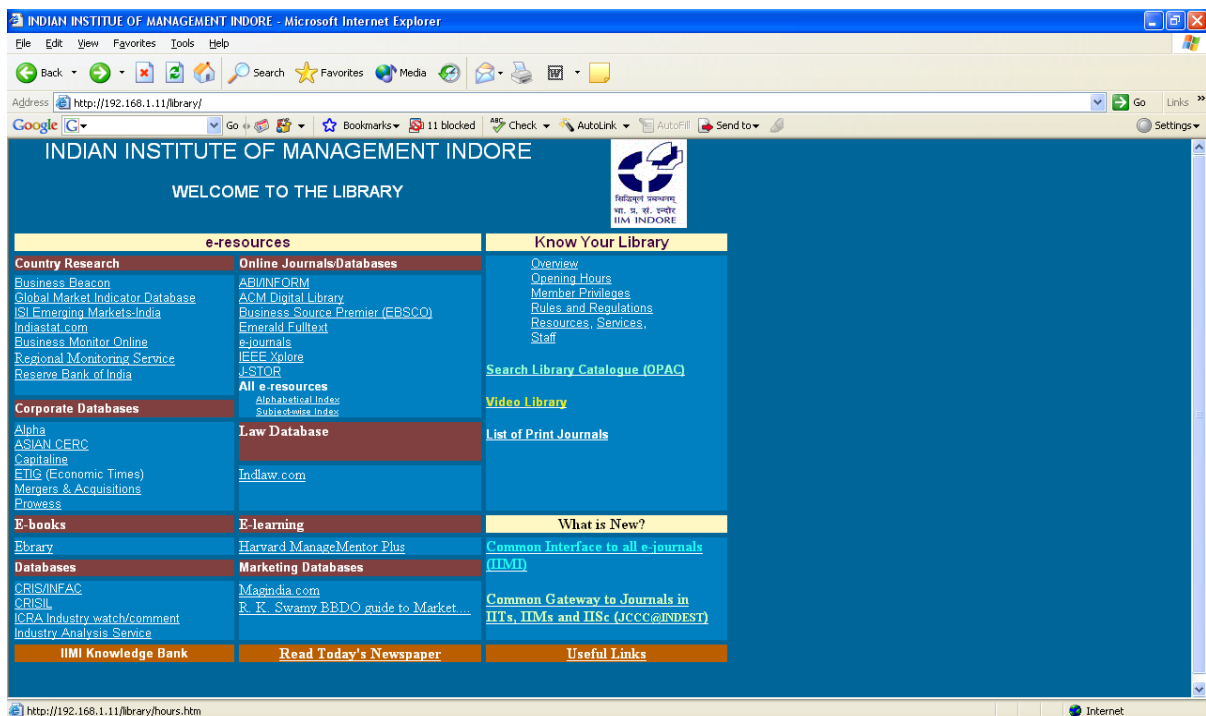 INDIAN INSTITUE OF MANAGEMENT INDORE - Microsoft Internet Explorer
File Edit View Favorites Tools Help
Back Search Favorites Media
Address http://192.168.1.11/library/ Go Links »
Google G Go Bookmarks 11 blocked ABC Check AutoLink AutoFill Send to Settings
INDIAN INSTITUTE OF MANAGEMENT INDORE
WELCOME TO THE LIBRARY
सिद्धिमूलं प्रबन्धनम्
भा. प्र. सं. इन्दौर
IIM INDORE
e-resources
Country Research
Business Beacon
Global Market Indicator Database
ISI Emerging Markets-India
Indiastat.com
Business Monitor Online
Regional Monitoring Service
Reserve Bank of India
Corporate Databases
Alpha
ASIAN CERC
Capitaline
ETIG (Economic Times)
Mergers & Acquisitions
Prowess
E-books
Ebrary
Databases
CRIS/INFAC
CRISIL
ICRA Industry watch/comment
Industry Analysis Service
IIMI Knowledge Bank
Online Journals/Databases
ABI/INFORM
ACM Digital Library
Business Source Premier (EBSCO)
Emerald Fulltext
e-journals
IEEE Xplore
J-STOR
All e-resources
Alphabetical Index
Subject-wise Index
Law Database
Indlaw.com
E-learning
Harvard ManageMentor Plus
Marketing Databases
Magindia.com
R. K. Swamy BBDO guide to Market....
Read Today's Newspaper
Know Your Library
Overview
Opening Hours
Member Privileges
Rules and Regulations
Resources, Services,
Staff
Search Library Catalogue (OPAC)
Video Library
List of Print Journals
What is New?
Common Interface to all e-journals
(IIMI)
Common Gateway to Journals in
IITs, IIMs and IISc (JCCC@INDEST)
Useful Links
http://192.168.1.11/library/hours.htm Internet